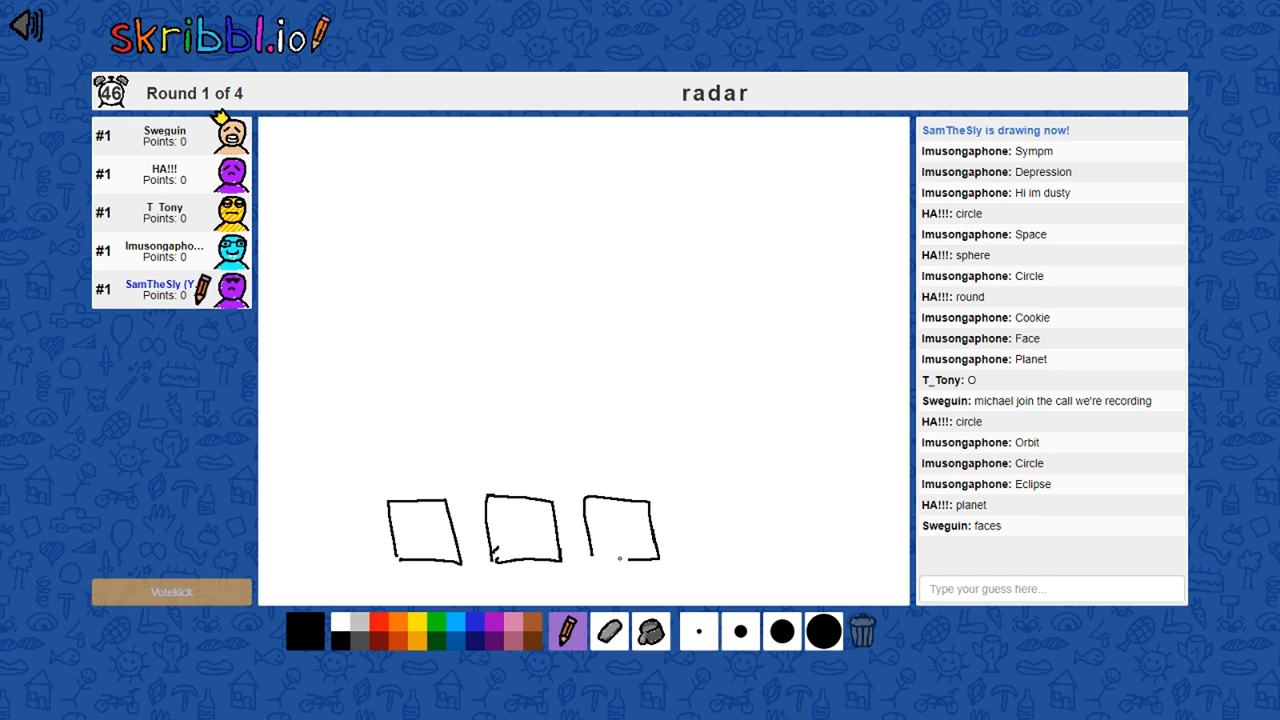 skribbl.io
46
Round 1 of 4
radar
#1
Sweguin
Points: 0
#1
HA!!!
Points: 0
#1
T_Tony
Points: 0
#1
Imusongapho...
Points: 0
#1
SamTheSly (Y
Points: 0
Votekick
SamTheSly is drawing now!
Imusongaphone: Sympm
Imusongaphone: Depression
Imusongaphone: Hi im dusty
HA!!!: circle
Imusongaphone: Space
HA!!!: sphere
Imusongaphone: Circle
HA!!!: round
Imusongaphone: Cookie
Imusongaphone: Face
Imusongaphone: Planet
T_Tony: O
Sweguin: michael join the call we're recording
HA!!!: circle
Imusongaphone: Orbit
Imusongaphone: Circle
Imusongaphone: Eclipse
HA!!!: planet
Sweguin: faces
Type your guess here...